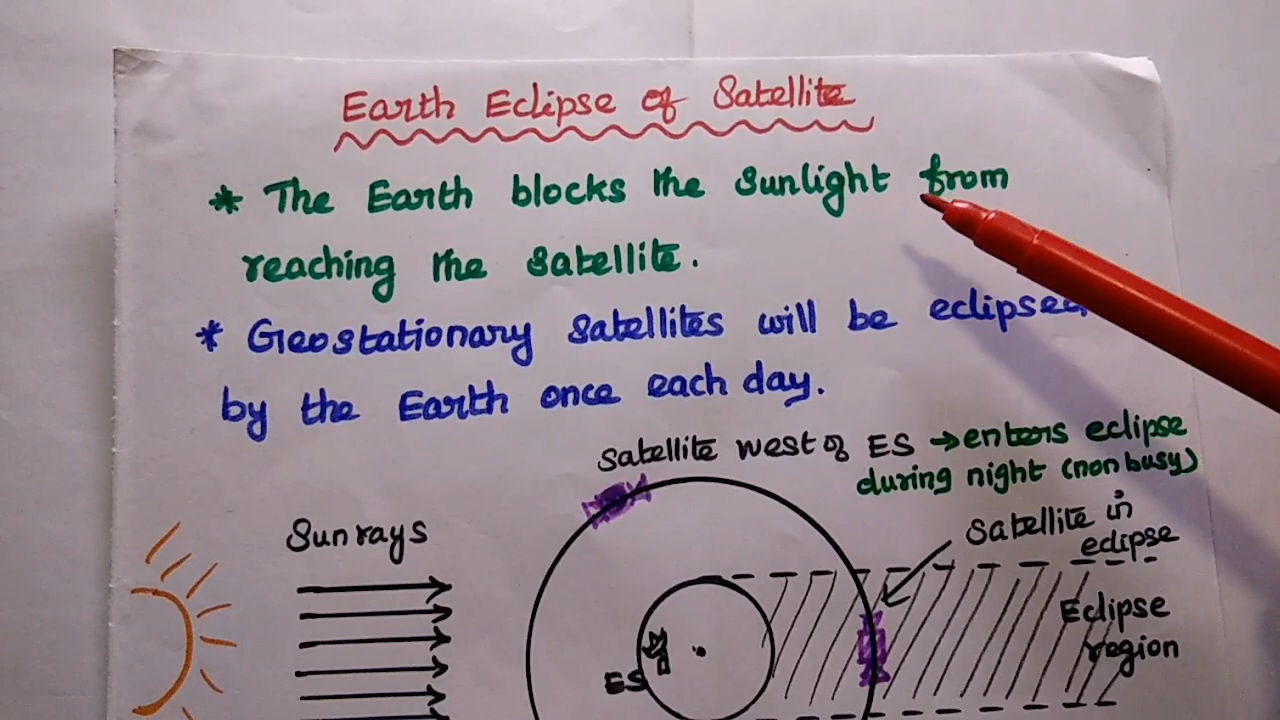 Earth Eclipse of Satellite
* The Earth blocks the Sunlight from
reaching the Satellite.
* Geostationary Satellites will be eclipsed
by the Earth once each day.
Satellite west of ES → enters eclipse
during night (non busy)
Sun rays
Satellite in
eclipse
Eclipse
region
ES